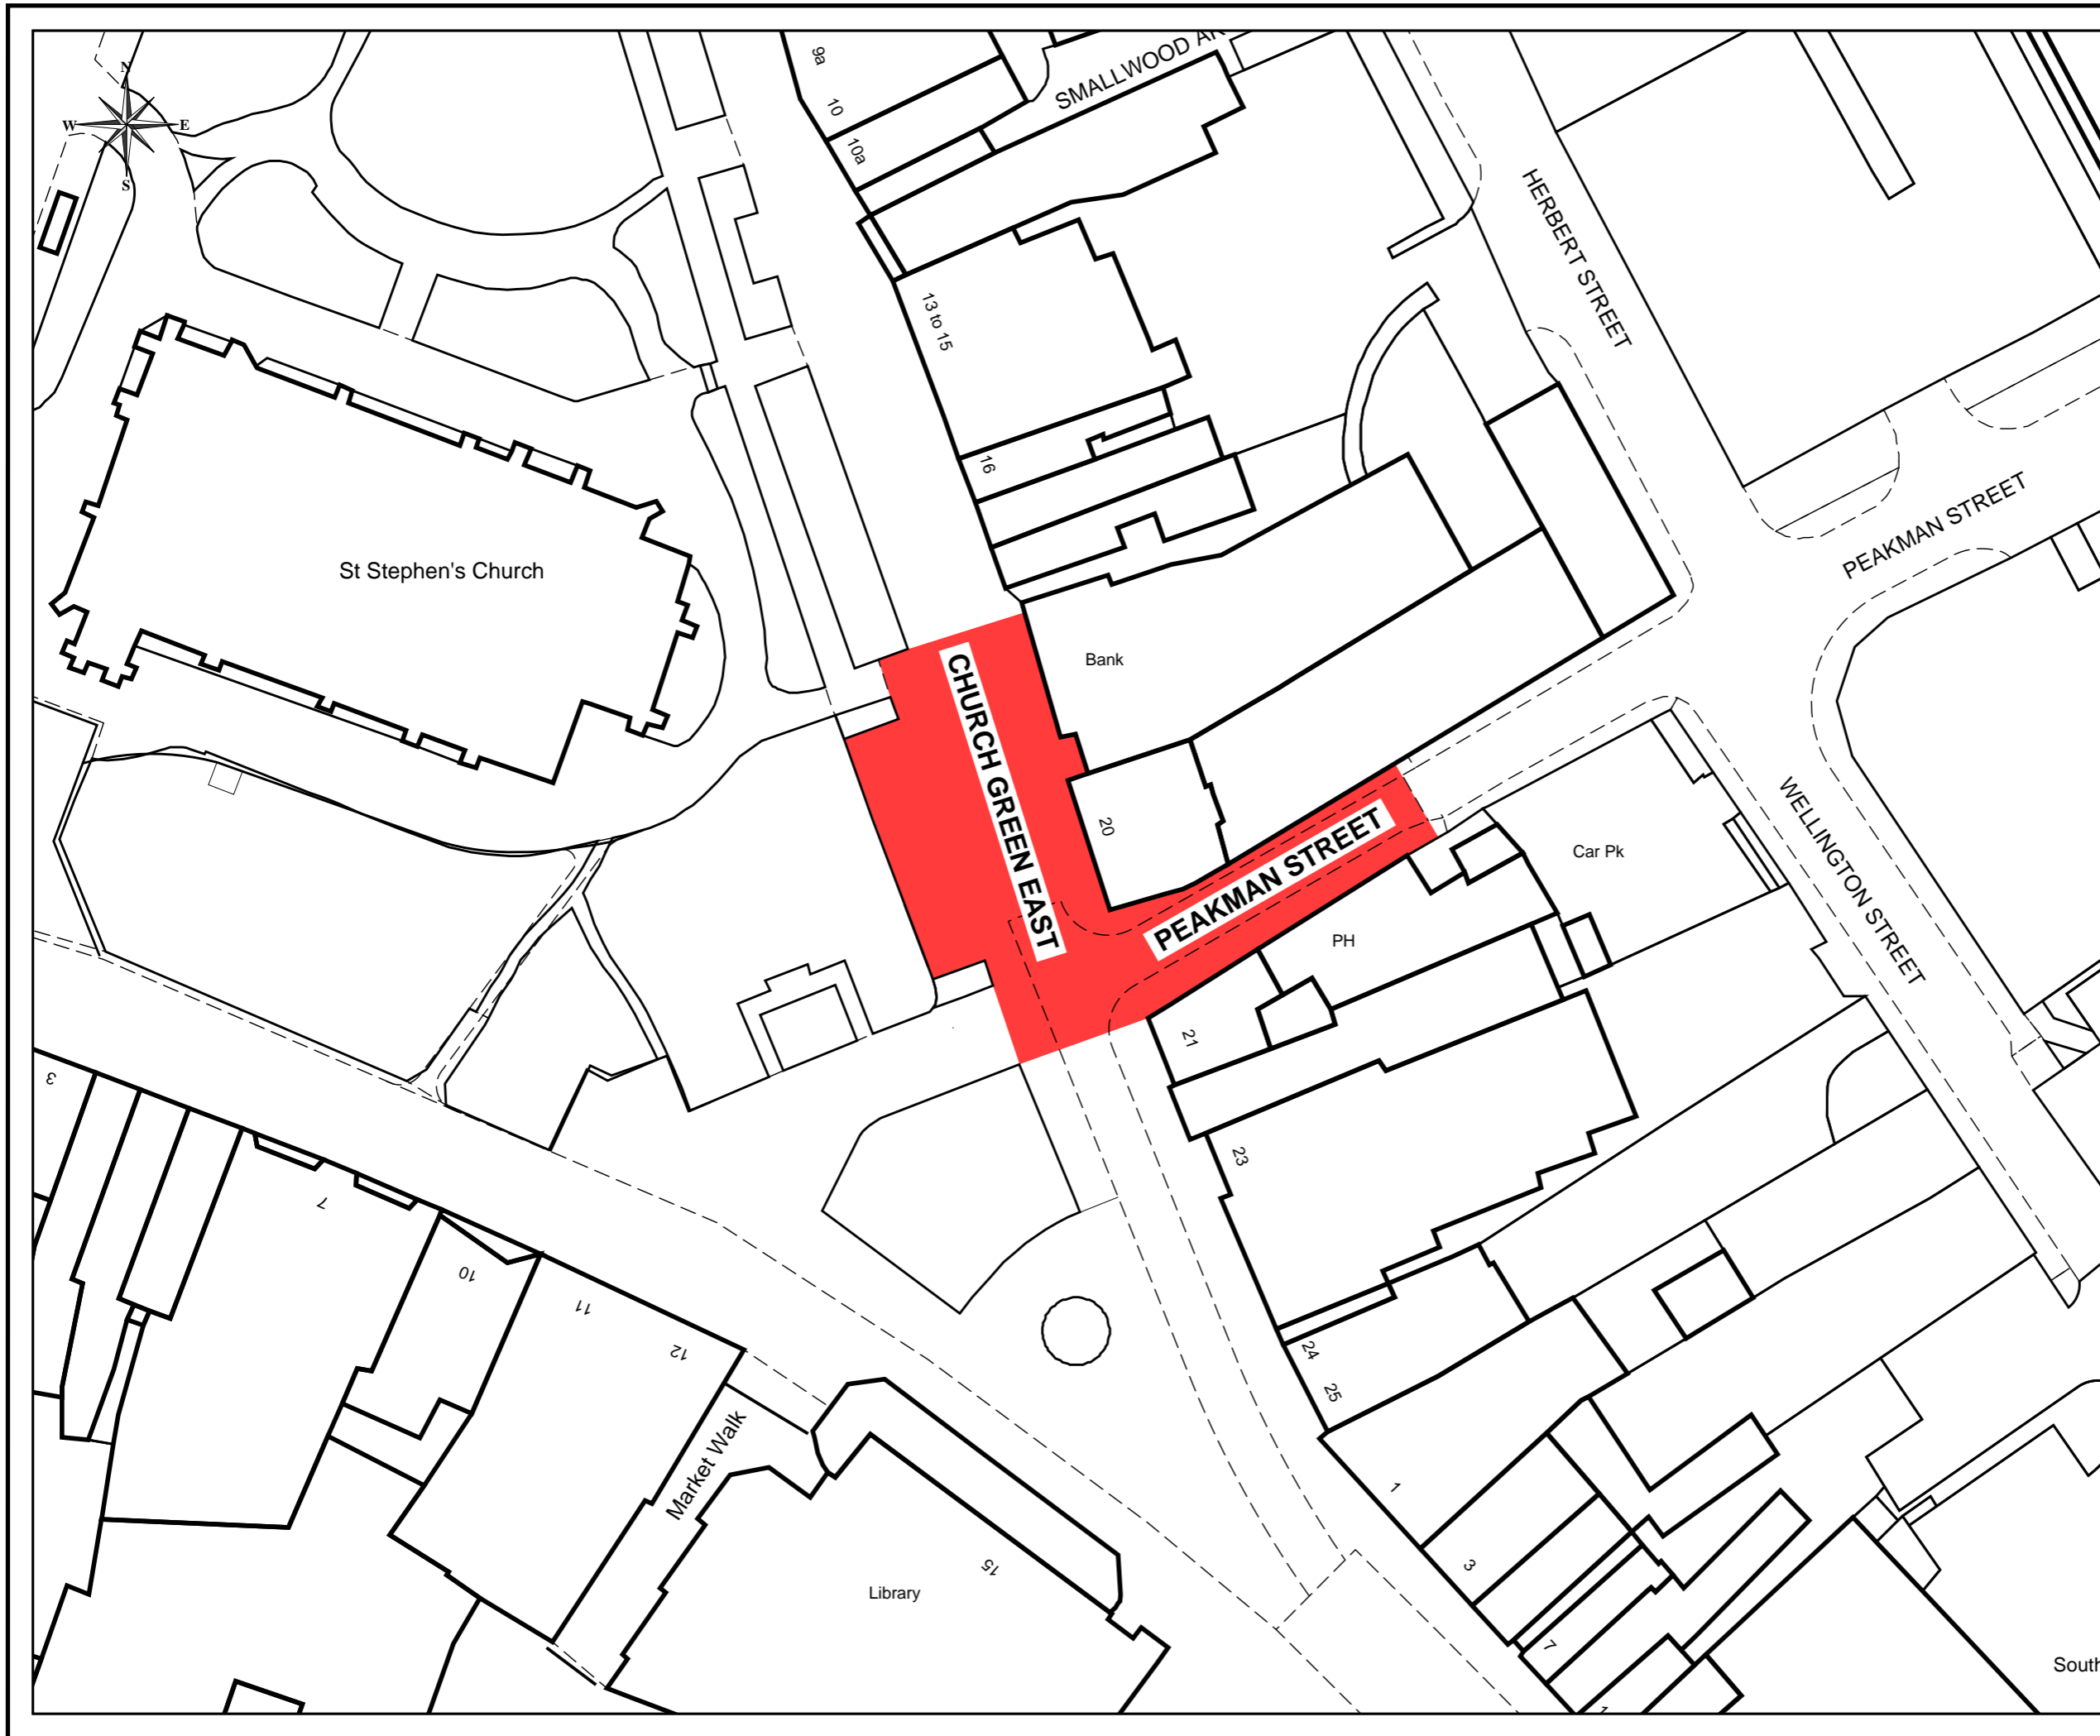 N
W
E
S
9a
10
10a
SMALLWOOD
HERBERT STREET
13 to 15
16
PEAKMAN STREET
St Stephen's Church
Bank
CHURCH GREEN EAST
20
PEAKMAN STREET
Car Pk
WELLINGTON STREET
PH
21
3
23
7
10
11
12
24
25
Market Walk
1
3
15
Library
7
South